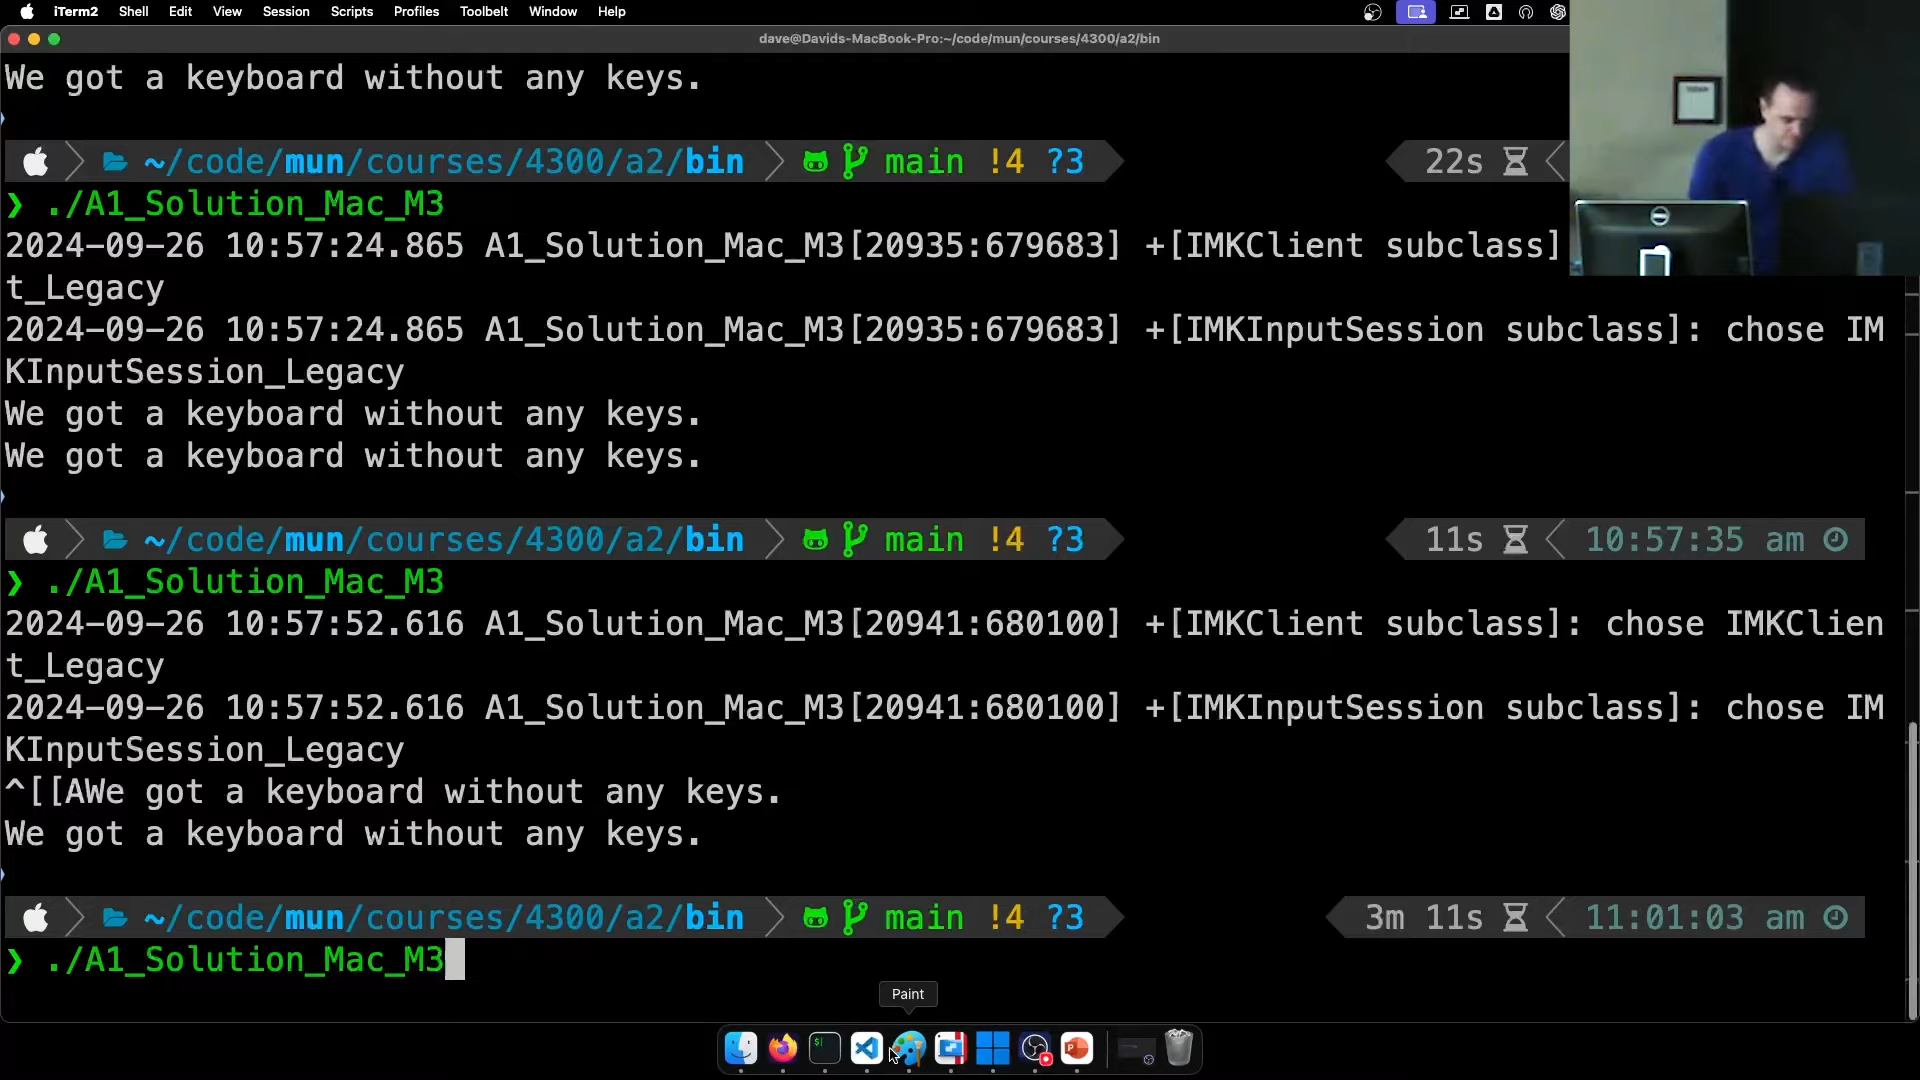 iTerm2 Shell Edit View Session Scripts Profiles Toolbelt Window Help
dave@Davids-MacBook-Pro:~/code/mun/courses/4300/a2/bin
We got a keyboard without any keys.
~/code/mun/courses/4300/a2/bin main !4 ?3 22s
❯ ./A1_Solution_Mac_M3
2024-09-26 10:57:24.865 A1_Solution_Mac_M3[20935:679683] +[IMKClient subclass]
t_Legacy
2024-09-26 10:57:24.865 A1_Solution_Mac_M3[20935:679683] +[IMKInputSession subclass]: chose IM
KInputSession_Legacy
We got a keyboard without any keys.
We got a keyboard without any keys.
~/code/mun/courses/4300/a2/bin main !4 ?3 11s 10:57:35 am
❯ ./A1_Solution_Mac_M3
2024-09-26 10:57:52.616 A1_Solution_Mac_M3[20941:680100] +[IMKClient subclass]: chose IMKClien
t_Legacy
2024-09-26 10:57:52.616 A1_Solution_Mac_M3[20941:680100] +[IMKInputSession subclass]: chose IM
KInputSession_Legacy
^[[AWe got a keyboard without any keys.
We got a keyboard without any keys.
~/code/mun/courses/4300/a2/bin main !4 ?3 3m 11s 11:01:03 am
❯ ./A1_Solution_Mac_M3
Paint